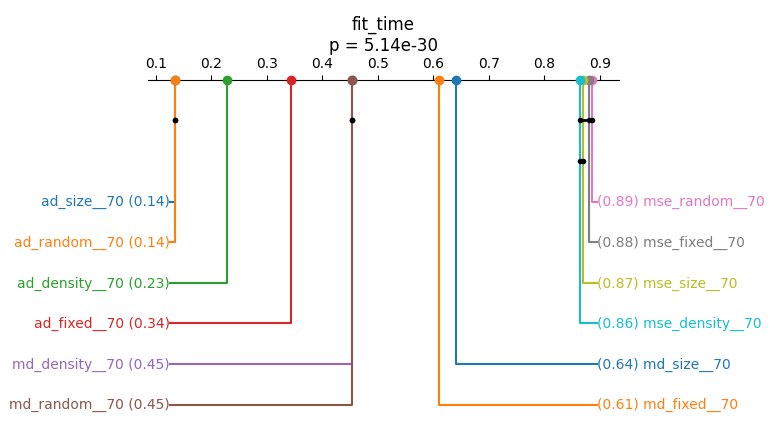 fit_time
p = 5.14e-30
0.1 0.2 0.3 0.4 0.5 0.6 0.7 0.8 0.9
ad_size__70 (0.14)
ad_random__70 (0.14)
ad_density__70 (0.23)
ad_fixed__70 (0.34)
md_density__70 (0.45)
md_random__70 (0.45)
(0.89) mse_random__70
(0.88) mse_fixed__70
(0.87) mse_size__70
(0.86) mse_density__70
(0.64) md_size__70
(0.61) md_fixed__70